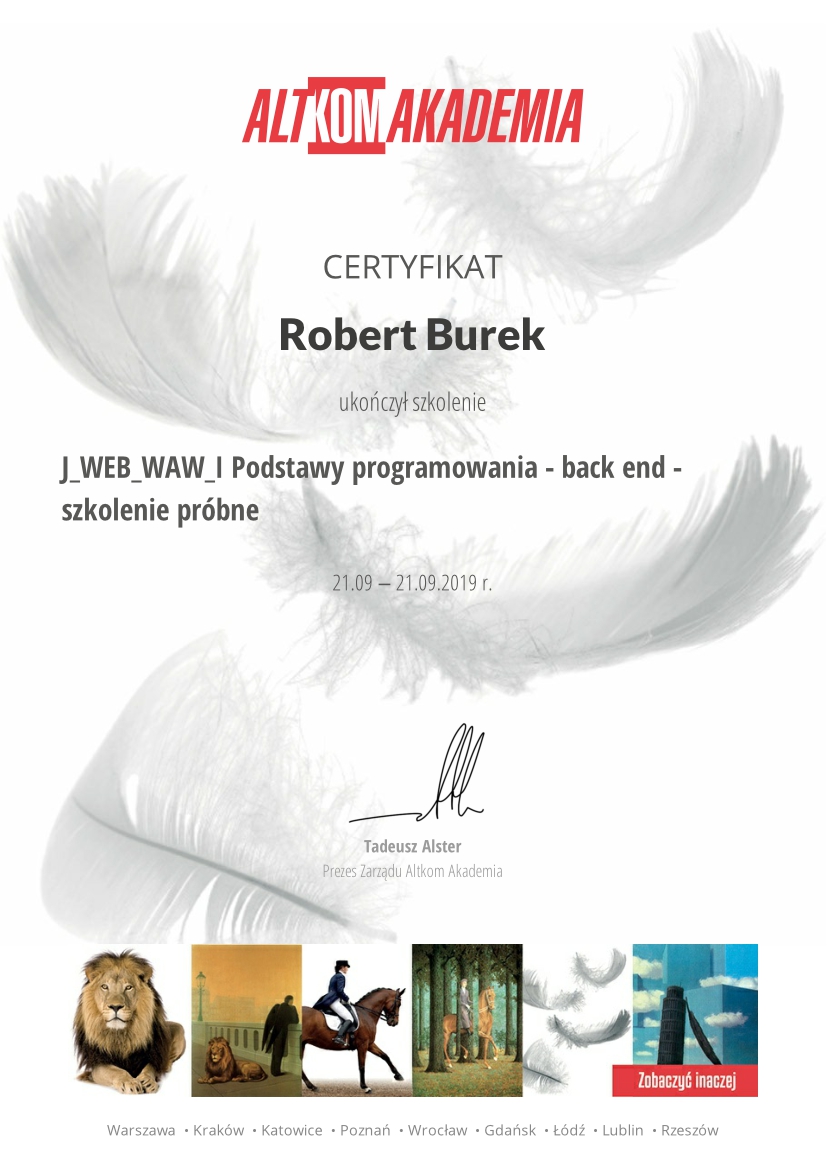 ALTKOM AKADEMIA
CERTYFIKAT
Robert Burek
ukończył szkolenie
J_WEB_WAW_I Podstawy programowania - back end -
szkolenie próbne
21.09 – 21.09.2019 r.
Tadeusz Alster
Prezes Zarządu Altkom Akademia
Zobaczyć inaczej
Warszawa • Kraków • Katowice • Poznań • Wrocław • Gdańsk • Łódź • Lublin • Rzeszów